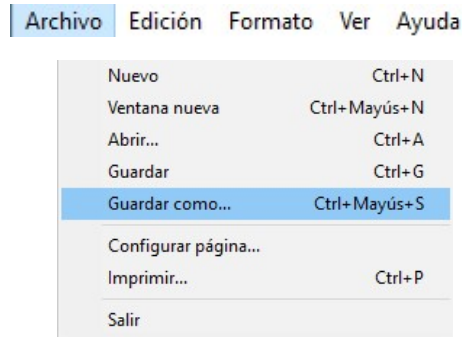 Archivo Edición Formato Ver Ayuda
Nuevo Ctrl+N
Ventana nueva Ctrl+Mayús+N
Abrir... Ctrl+A
Guardar Ctrl+G
Guardar como... Ctrl+Mayús+S
Configurar página...
Imprimir... Ctrl+P
Salir